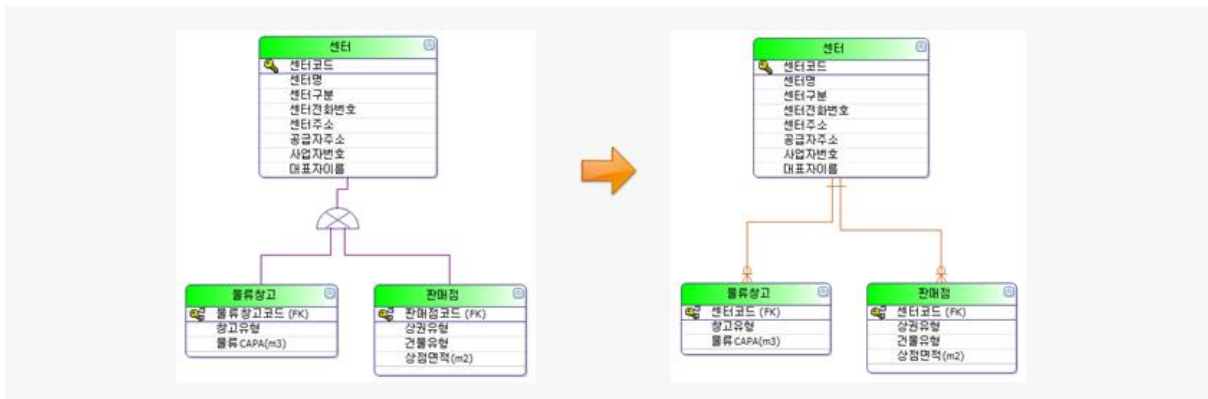 센터
센터코드
센터명
센터구분
센터전화번호
센터주소
공급자주소
사업자번호
대표자이름
물류창고
물류창고코드 (FK)
창고유형
물류 CAPA(m3)
판매점
판매점코드 (FK)
상권유형
건물유형
상점면적(m2)
센터
센터코드
센터명
센터구분
센터전화번호
센터주소
공급자주소
사업자번호
대표자이름
물류창고
센터코드 (FK)
창고유형
물류 CAPA(m3)
판매점
센터코드 (FK)
상권유형
건물유형
상점면적(m2)